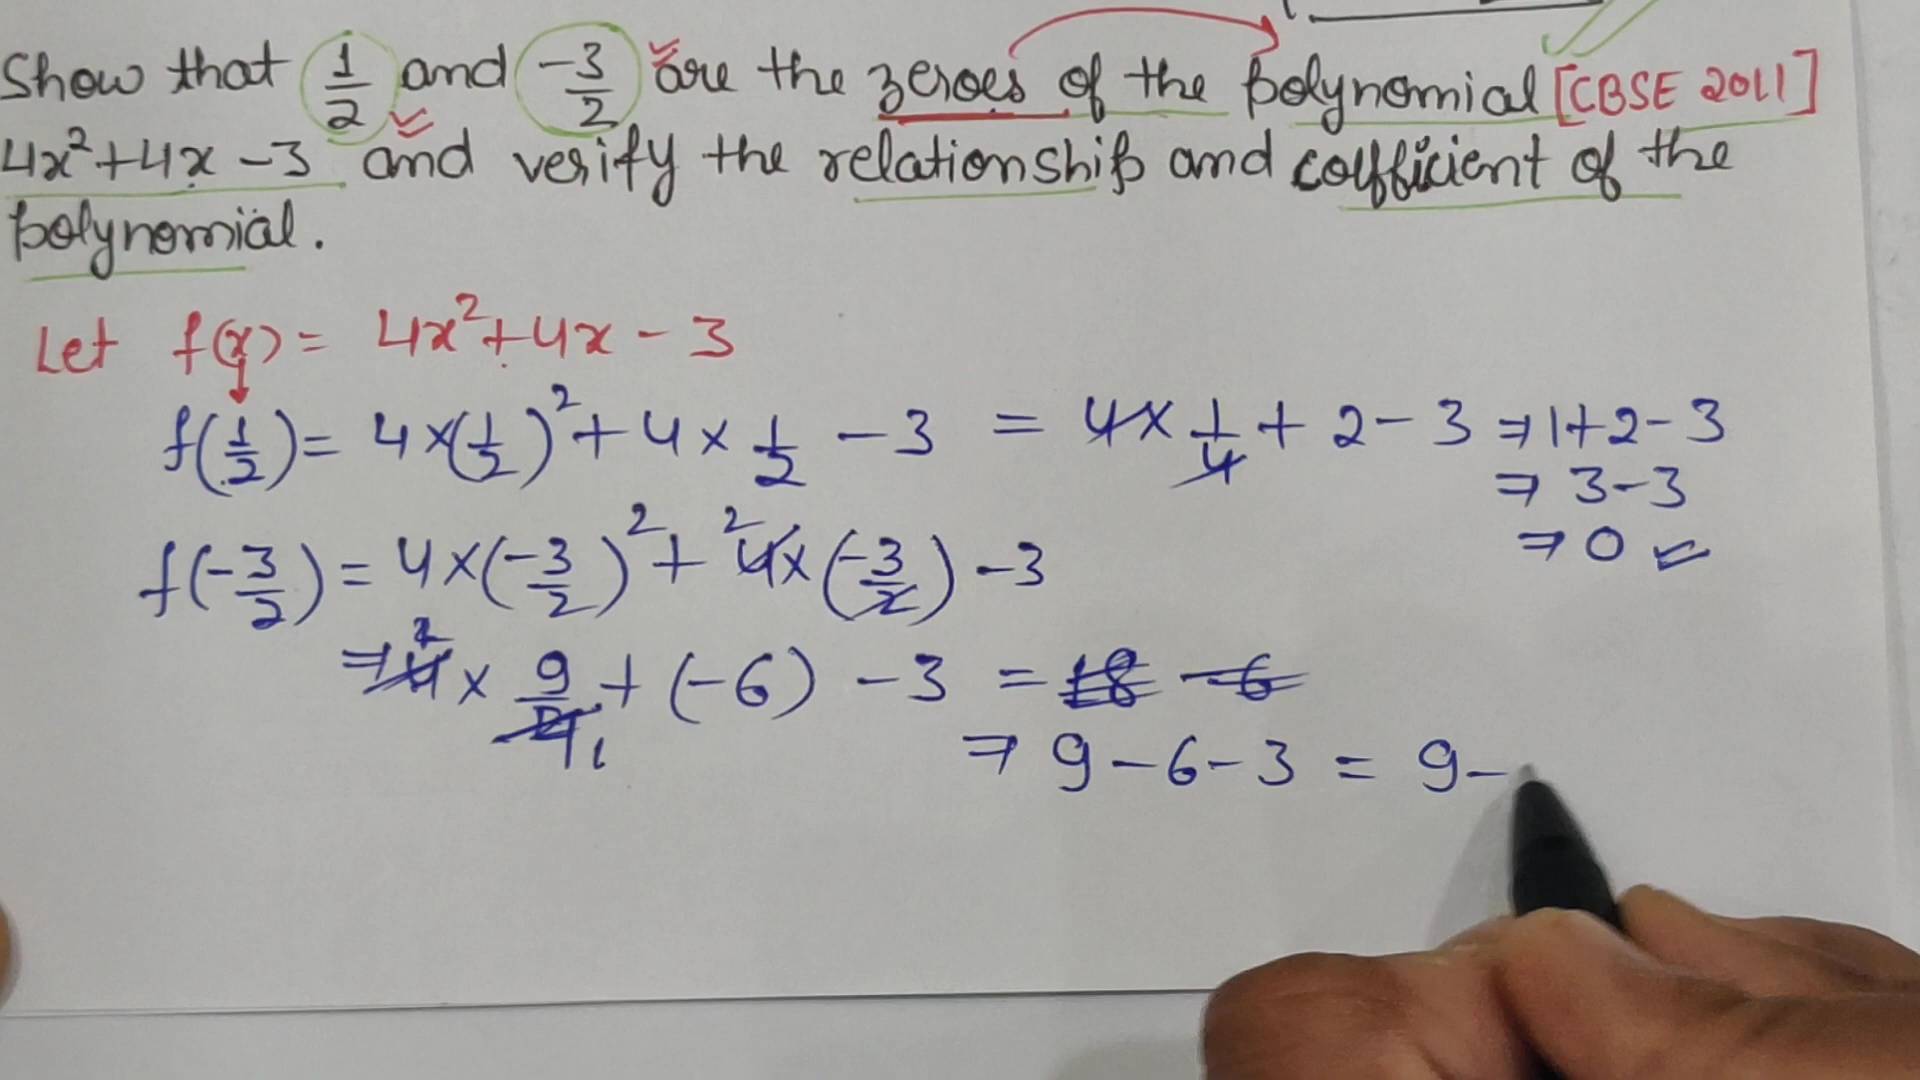 Show that 1/2 and -3/2 are the zeroes of the polynomial [CBSE 2011]
4x²+4x-3 and verify the relationship and coefficient of the
polynomial.
Let f(x) = 4x²+4x-3
f(1/2) = 4×(1/2)²+4×1/2-3 = 4×1/4+2-3 ⇒1+2-3
⇒ 3-3
⇒ 0
f(-3/2) = 4×(-3/2)²+ 4×(-3/2)-3
2
⇒4× 9/4+(-6)-3 = 18-6
1
⇒ 9-6-3 = 9-